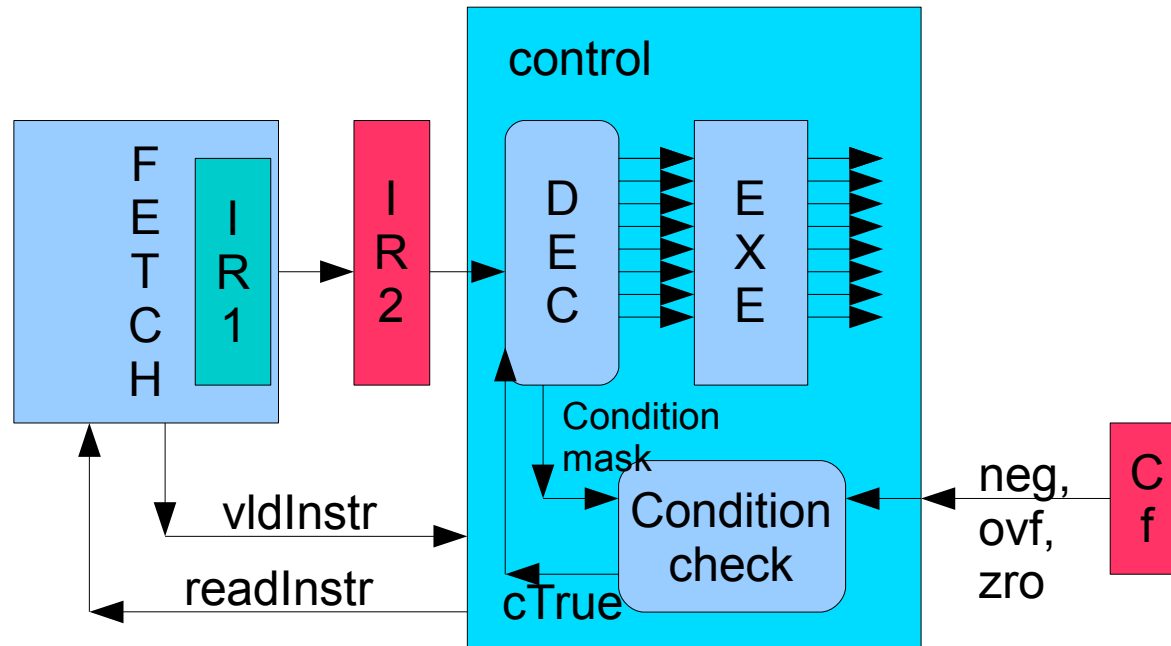 control
F
E
T
C
H
I
R
1
I
R
2
D
E
C
E
X
E
Condition
mask
Condition
check
cTrue
vldInstr
readInstr
neg,
ovf,
zro
C
f